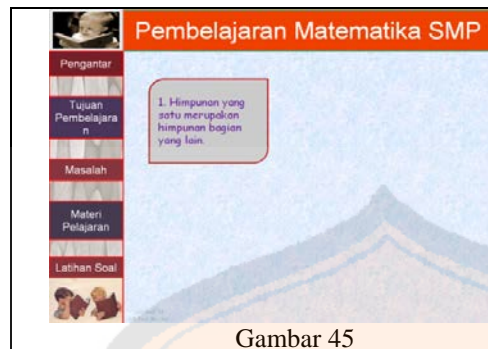 Pembelajaran Matematika SMP
Pengantar
Tujuan
Pembelajara
n
Masalah
Materi
Pelajaran
Latihan Soal
1. Himpunan yang
satu merupakan
himpunan bagian
yang lain.
Gambar 45